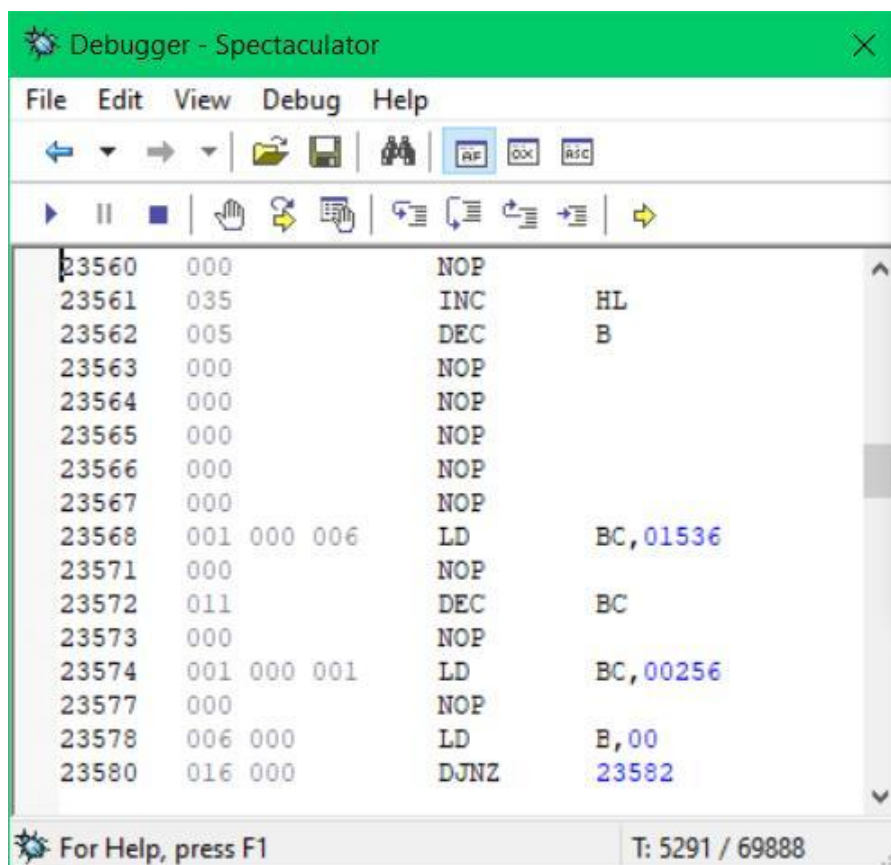 Debugger - Spectaculator
File Edit View Debug Help
AF 0X ASC
23560 000 NOP
23561 035 INC HL
23562 005 DEC B
23563 000 NOP
23564 000 NOP
23565 000 NOP
23566 000 NOP
23567 000 NOP
23568 001 000 006 LD BC,01536
23571 000 NOP
23572 011 DEC BC
23573 000 NOP
23574 001 000 001 LD BC,00256
23577 000 NOP
23578 006 000 LD B,00
23580 016 000 DJNZ 23582
For Help, press F1 T: 5291 / 69888